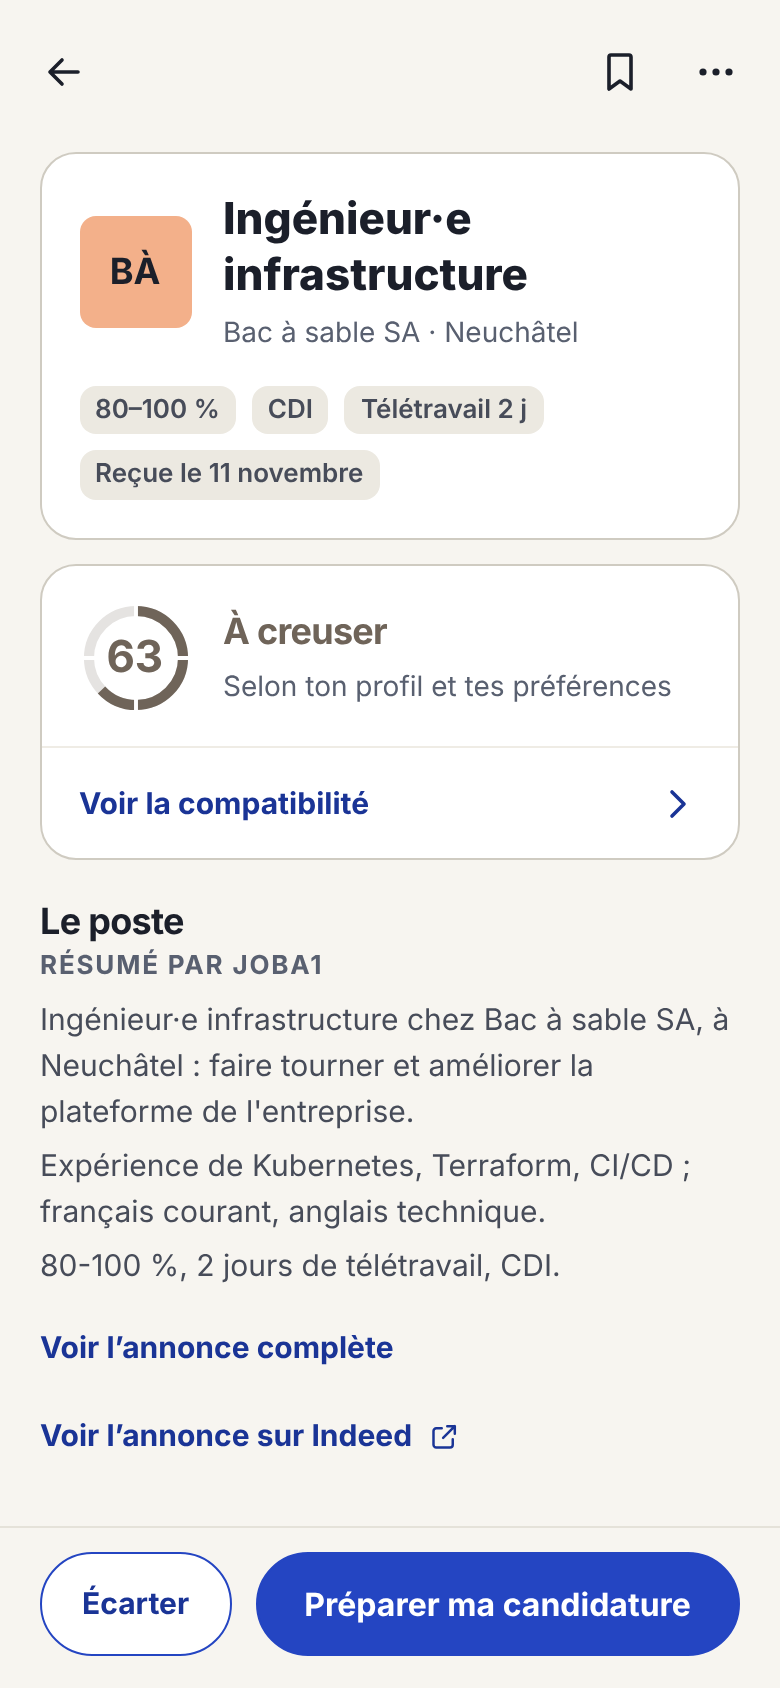 BÀ
Ingénieur·e
infrastructure
Bac à sable SA · Neuchâtel
80–100 %
CDI
Télétravail 2 j
Reçue le 11 novembre
63
À creuser
Selon ton profil et tes préférences
Voir la compatibilité
Le poste
RÉSUMÉ PAR JOBA1
Ingénieur·e infrastructure chez Bac à sable SA, à
Neuchâtel : faire tourner et améliorer la
plateforme de l'entreprise.
Expérience de Kubernetes, Terraform, CI/CD ;
français courant, anglais technique.
80-100 %, 2 jours de télétravail, CDI.
Voir l’annonce complète
Voir l’annonce sur Indeed
Écarter
Préparer ma candidature